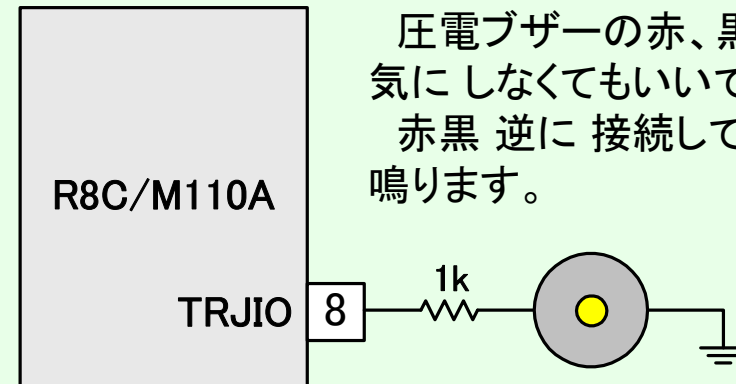 圧電ブザーの赤、黒
気に しなくてもいいで
赤黒 逆に 接続して
鳴ります。
R8C/M110A
1k
TRJIO 8